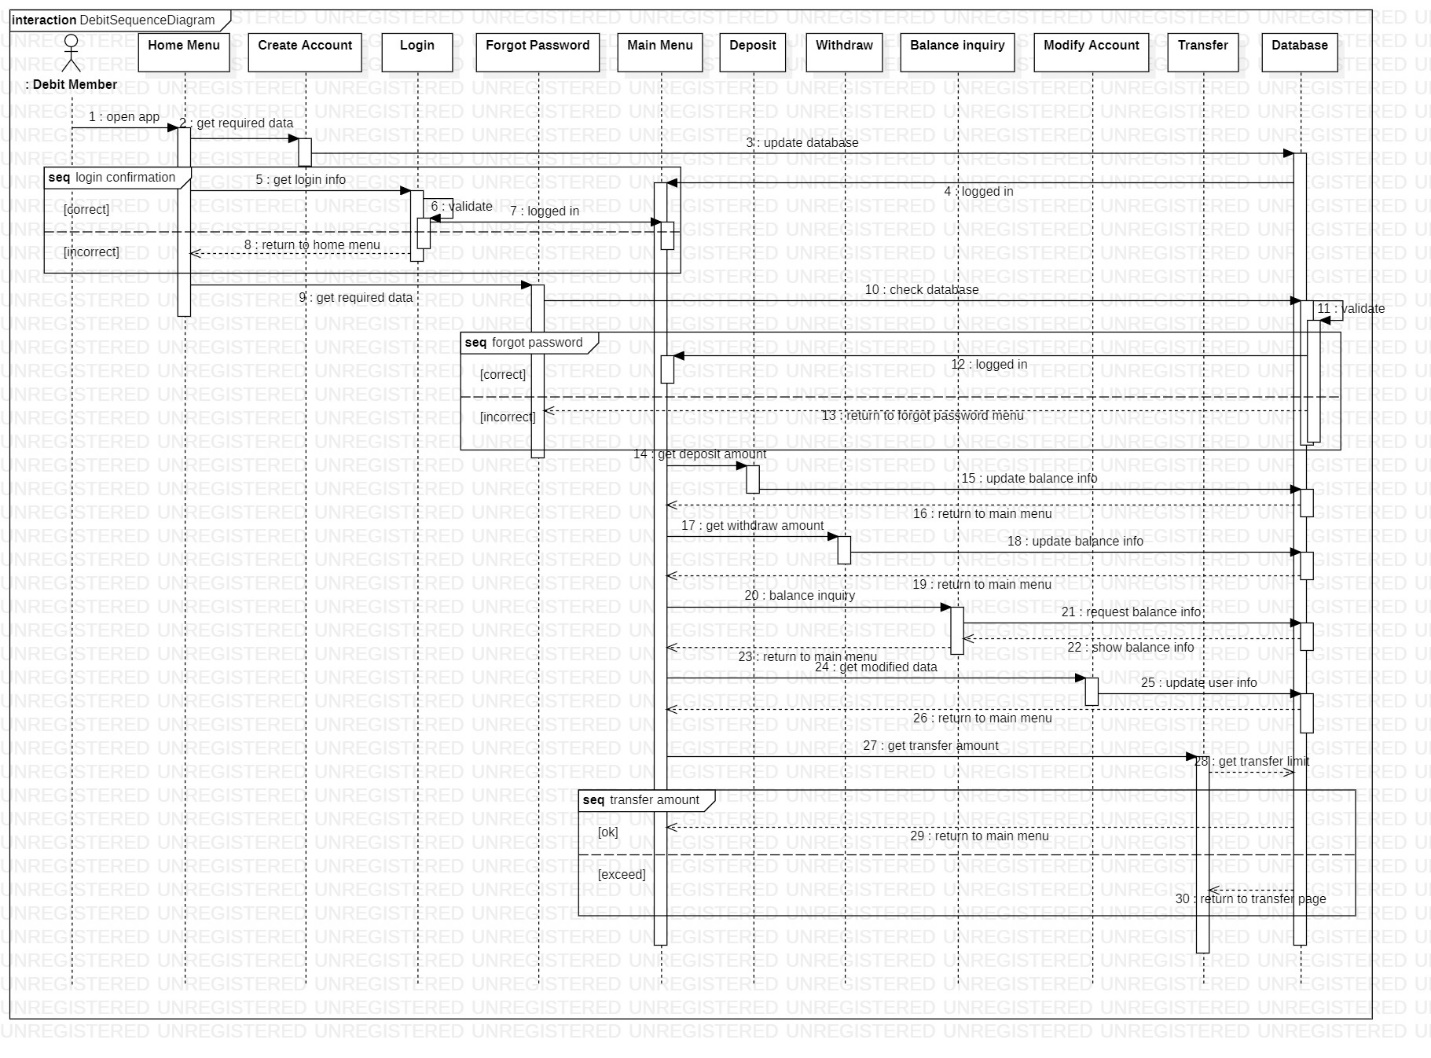 interaction DebitSequenceDiagram
Home Menu
Create Account
Login
Forgot Password
Main Menu
Deposit
Withdraw
Balance inquiry
Modify Account
Transfer
Database
: Debit Member
1 : open app
2 : get required data
3 : update database
seq login confirmation
5 : get login info
4 : logged in
[correct]
6 : validate
7 : logged in
[incorrect]
8 : return to home menu
9 : get required data
10 : check database
11 : validate
seq forgot password
12 : logged in
[correct]
13 : return to forgot password menu
[incorrect]
14 : get deposit amount
15 : update balance info
16 : return to main menu
17 : get withdraw amount
18 : update balance info
19 : return to main menu
20 : balance inquiry
21 : request balance info
22 : show balance info
23 : return to main menu
24 : get modified data
25 : update user info
26 : return to main menu
27 : get transfer amount
28 : get transfer limit
seq transfer amount
[ok]
29 : return to main menu
[exceed]
30 : return to transfer page
UNREGISTERED